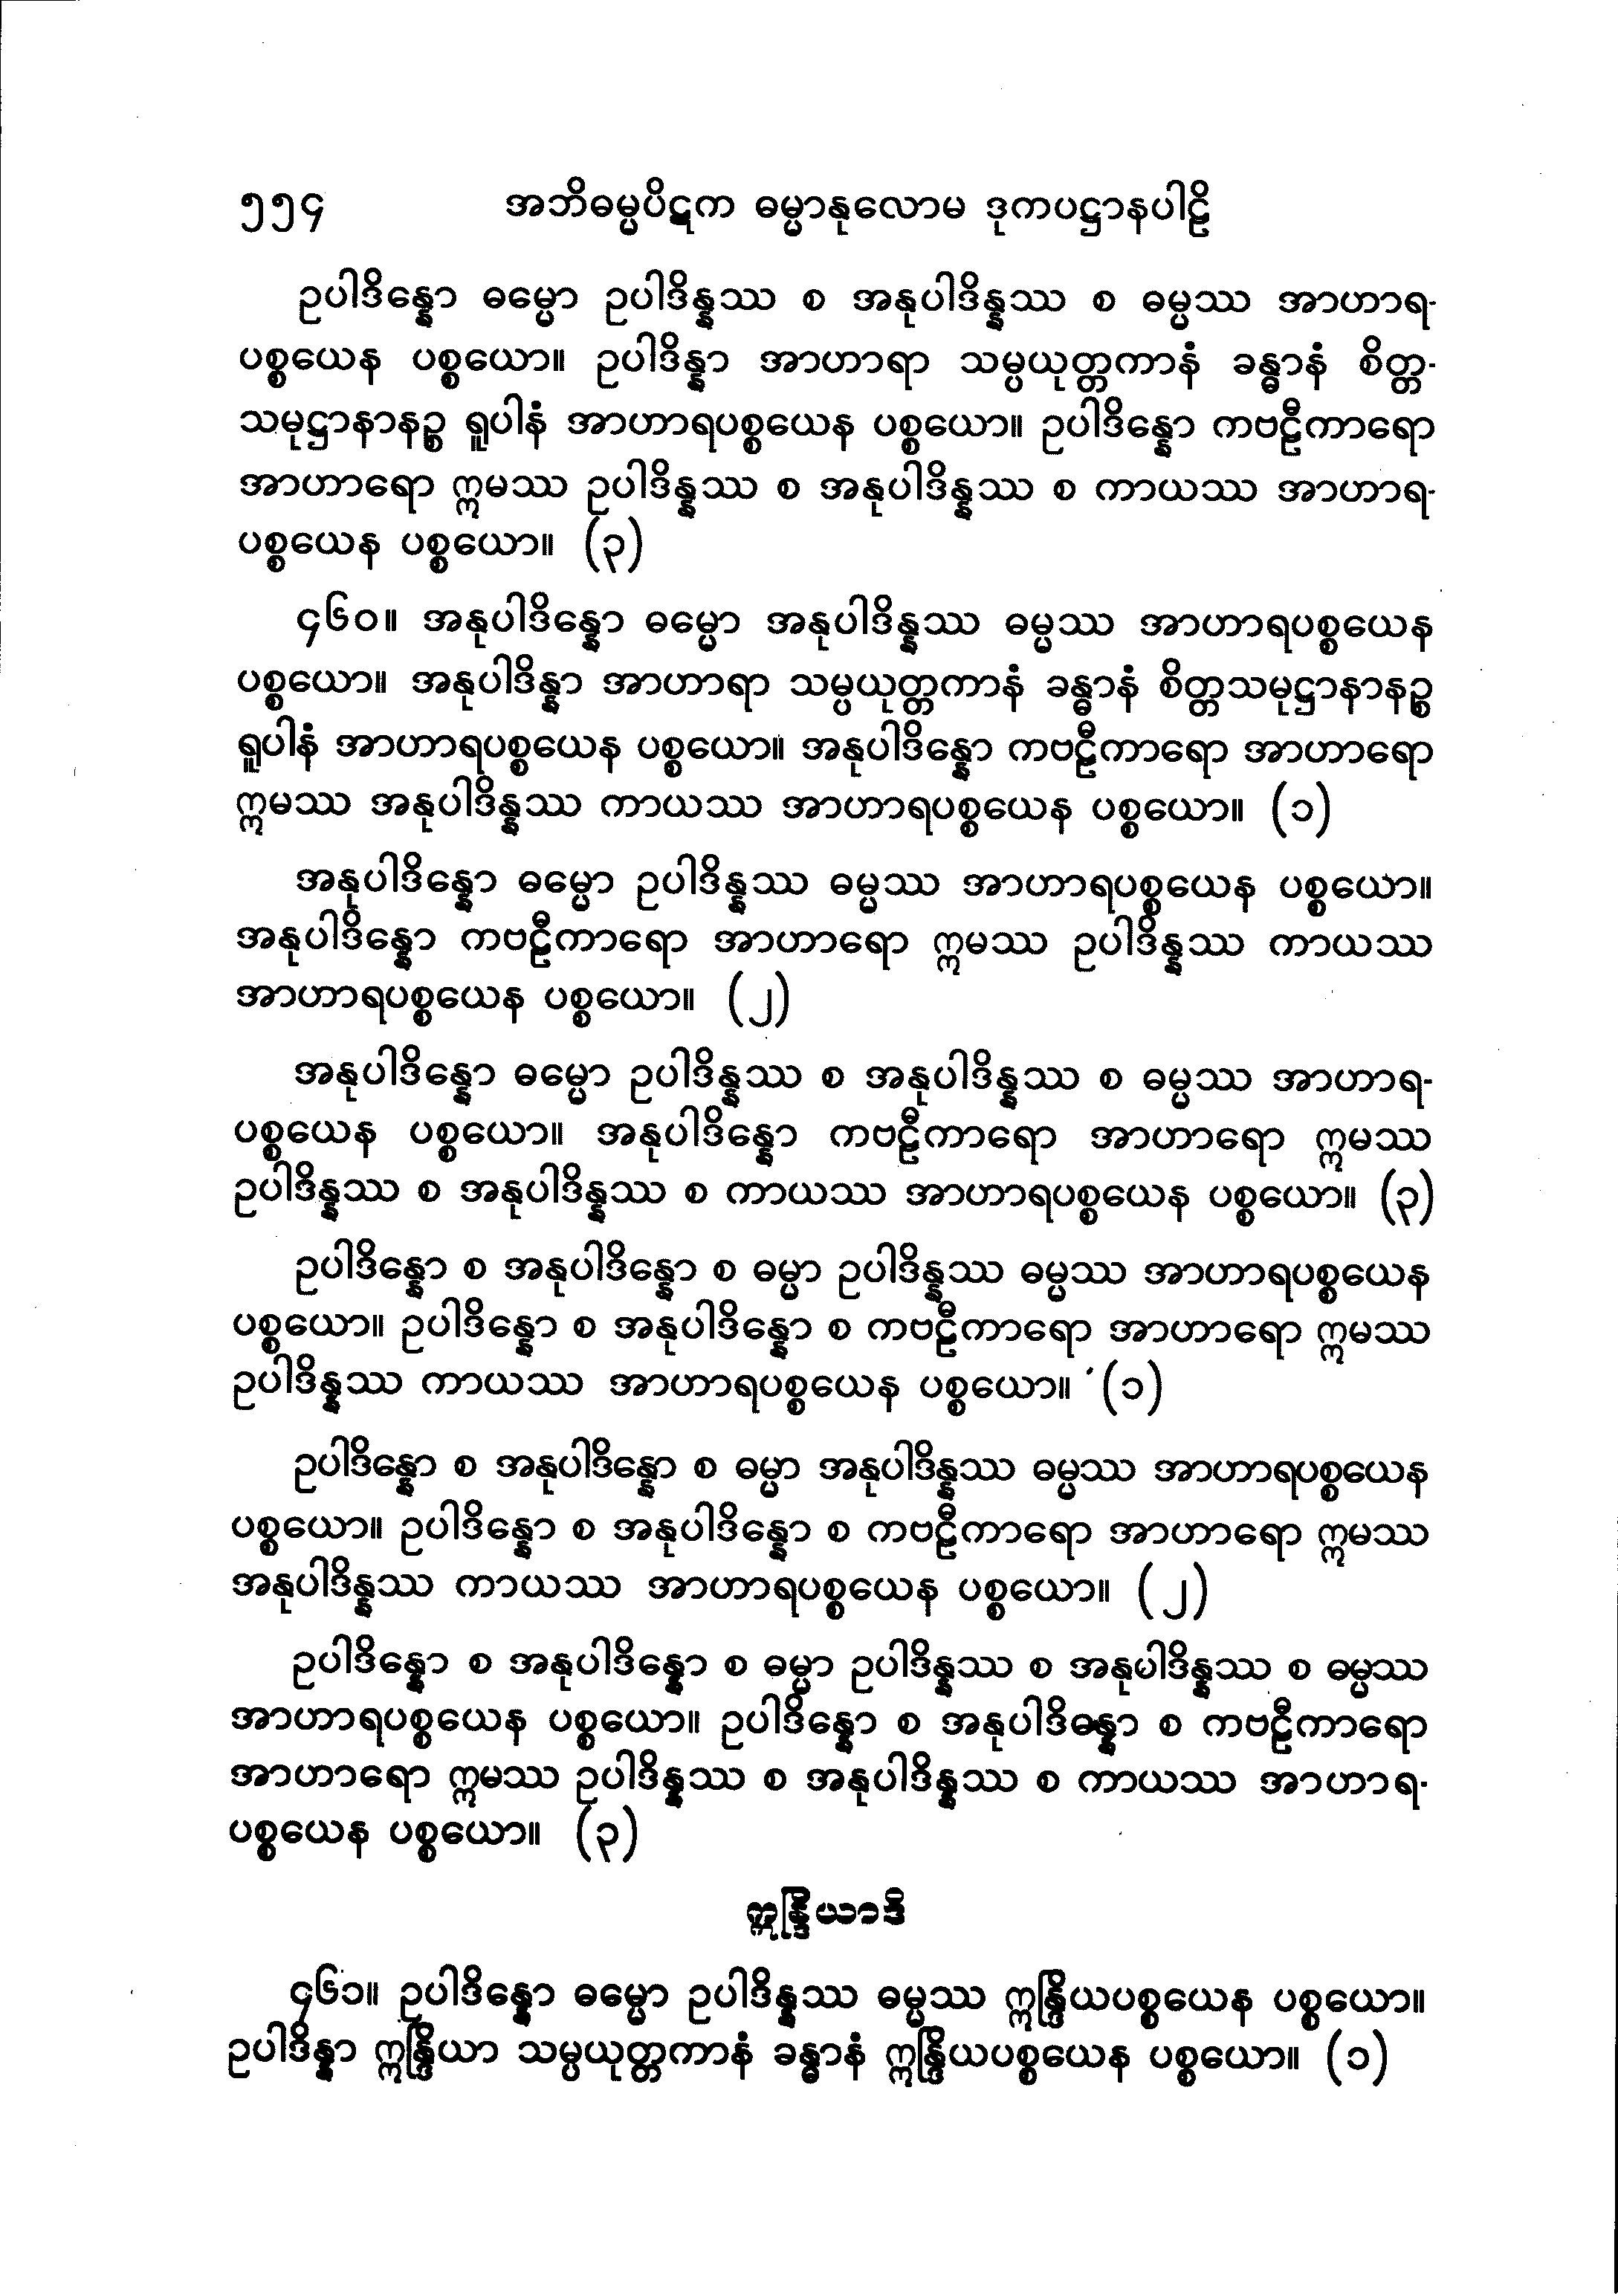 ၅၅၄ အဘိဓမ္မပိဋက ဓမ္မာနုလောမ ဒုကပဋ္ဌာနပါဠိ
ဥပါဒိန္နော ဓမ္မော ဥပါဒိန္နဿ စ အနုပါဒိန္နဿ စ ဓမ္မဿ အာဟာရ-
ပစ္စယေန ပစ္စယော။ ဥပါဒိန္နာ အာဟာရာ သမ္ပယုတ္တကာနံ ခန္ဓာနံ စိတ္တ-
သမုဋ္ဌာနာနဉ္စ ရူပါနံ အာဟာရပစ္စယေန ပစ္စယော။ ဥပါဒိန္နော ကဗဠီကာရော
အာဟာရော ဣမဿ ဥပါဒိန္နဿ စ အနုပါဒိန္နဿ စ ကာယဿ အာဟာရ-
ပစ္စယေန ပစ္စယော။ (၃)
၄၆၀။ အနုပါဒိန္နော ဓမ္မော အနုပါဒိန္နဿ ဓမ္မဿ အာဟာရပစ္စယေန
ပစ္စယော။ အနုပါဒိန္နာ အာဟာရာ သမ္ပယုတ္တကာနံ ခန္ဓာနံ စိတ္တသမုဋ္ဌာနာနဉ္စ
ရူပါနံ အာဟာရပစ္စယေန ပစ္စယော။ အနုပါဒိန္နော ကဗဠီကာရော အာဟာရော
ဣမဿ အနုပါဒိန္နဿ ကာယဿ အာဟာရပစ္စယေန ပစ္စယော။ (၁)
အနုပါဒိန္နော ဓမ္မော ဥပါဒိန္နဿ ဓမ္မဿ အာဟာရပစ္စယေန ပစ္စယော။
အနုပါဒိန္နော ကဗဠီကာရော အာဟာရော ဣမဿ ဥပါဒိန္နဿ ကာယဿ
အာဟာရပစ္စယေန ပစ္စယော။ (၂)
အနုပါဒိန္နော ဓမ္မော ဥပါဒိန္နဿ စ အနုပါဒိန္နဿ စ ဓမ္မဿ အာဟာရ-
ပစ္စယေန ပစ္စယော။ အနုပါဒိန္နော ကဗဠီကာရော အာဟာရော ဣမဿ
ဥပါဒိန္နဿ စ အနုပါဒိန္နဿ စ ကာယဿ အာဟာရပစ္စယေန ပစ္စယော။ (၃)
ဥပါဒိန္နော စ အနုပါဒိန္နော စ ဓမ္မာ ဥပါဒိန္နဿ ဓမ္မဿ အာဟာရပစ္စယေန
ပစ္စယော။ ဥပါဒိန္နော စ အနုပါဒိန္နော စ ကဗဠီကာရော အာဟာရော ဣမဿ
ဥပါဒိန္နဿ ကာယဿ အာဟာရပစ္စယေန ပစ္စယော။ (၁)
ဥပါဒိန္နော စ အနုပါဒိန္နော စ ဓမ္မာ အနုပါဒိန္နဿ ဓမ္မဿ အာဟာရပစ္စယေန
ပစ္စယော။ ဥပါဒိန္နော စ အနုပါဒိန္နော စ ကဗဠီကာရော အာဟာရော ဣမဿ
အနုပါဒိန္နဿ ကာယဿ အာဟာရပစ္စယေန ပစ္စယော။ (၂)
ဥပါဒိန္နော စ အနုပါဒိန္နော စ ဓမ္မာ ဥပါဒိန္နဿ စ အနုပါဒိန္နဿ စ ဓမ္မဿ
အာဟာရပစ္စယေန ပစ္စယော။ ဥပါဒိန္နော စ အနုပါဒိန္နော စ ကဗဠီကာရော
အာဟာရော ဣမဿ ဥပါဒိန္နဿ စ အနုပါဒိန္နဿ စ ကာယဿ အာဟာရ-
ပစ္စယေန ပစ္စယော။ (၃)
ဣန္ဒြိယာဒိ
၄၆၁။ ဥပါဒိန္နော ဓမ္မော ဥပါဒိန္နဿ ဓမ္မဿ ဣန္ဒြိယပစ္စယေန ပစ္စယော။
ဥပါဒိန္နာ ဣန္ဒြိယာ သမ္ပယုတ္တကာနံ ခန္ဓာနံ ဣန္ဒြိယပစ္စယေန ပစ္စယော။ (၁)